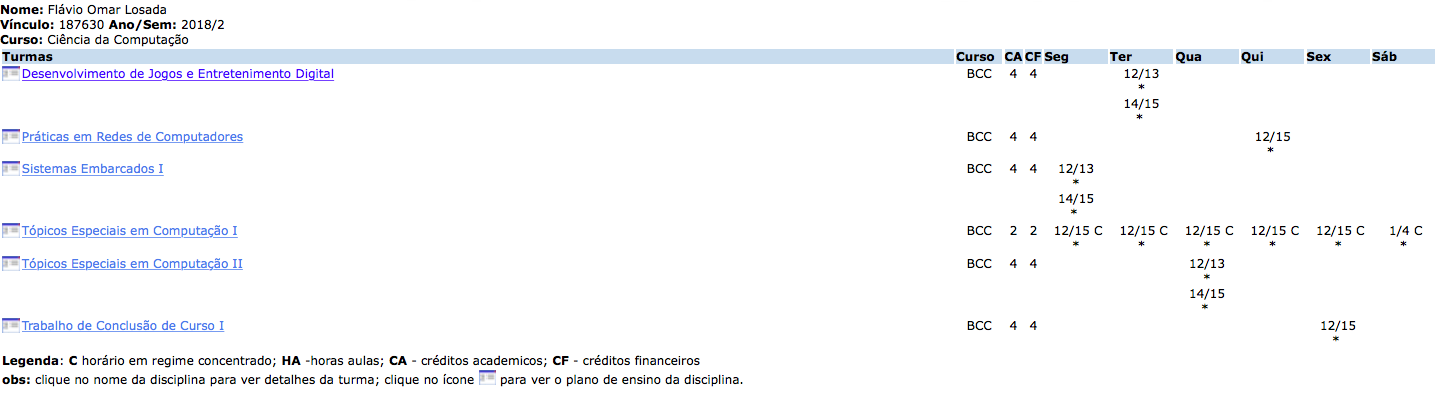 Nome: Flávio Omar Losada
Vínculo: 187630 Ano/Sem: 2018/2
Curso: Ciência da Computação
Turmas Curso CA CF Seg Ter Qua Qui Sex Sáb
Desenvolvimento de Jogos e Entretenimento Digital BCC 4 4 12/13
*
14/15
*
Práticas em Redes de Computadores BCC 4 4 12/15
*
Sistemas Embarcados I BCC 4 4 12/13
*
14/15
*
Tópicos Especiais em Computação I BCC 2 2 12/15 C 12/15 C 12/15 C 12/15 C 12/15 C 1/4 C
* * * * * *
Tópicos Especiais em Computação II BCC 4 4 12/13
*
14/15
*
Trabalho de Conclusão de Curso I BCC 4 4 12/15
*
Legenda: C horário em regime concentrado; HA -horas aulas; CA - créditos academicos; CF - créditos financeiros
obs: clique no nome da disciplina para ver detalhes da turma; clique no ícone para ver o plano de ensino da disciplina.